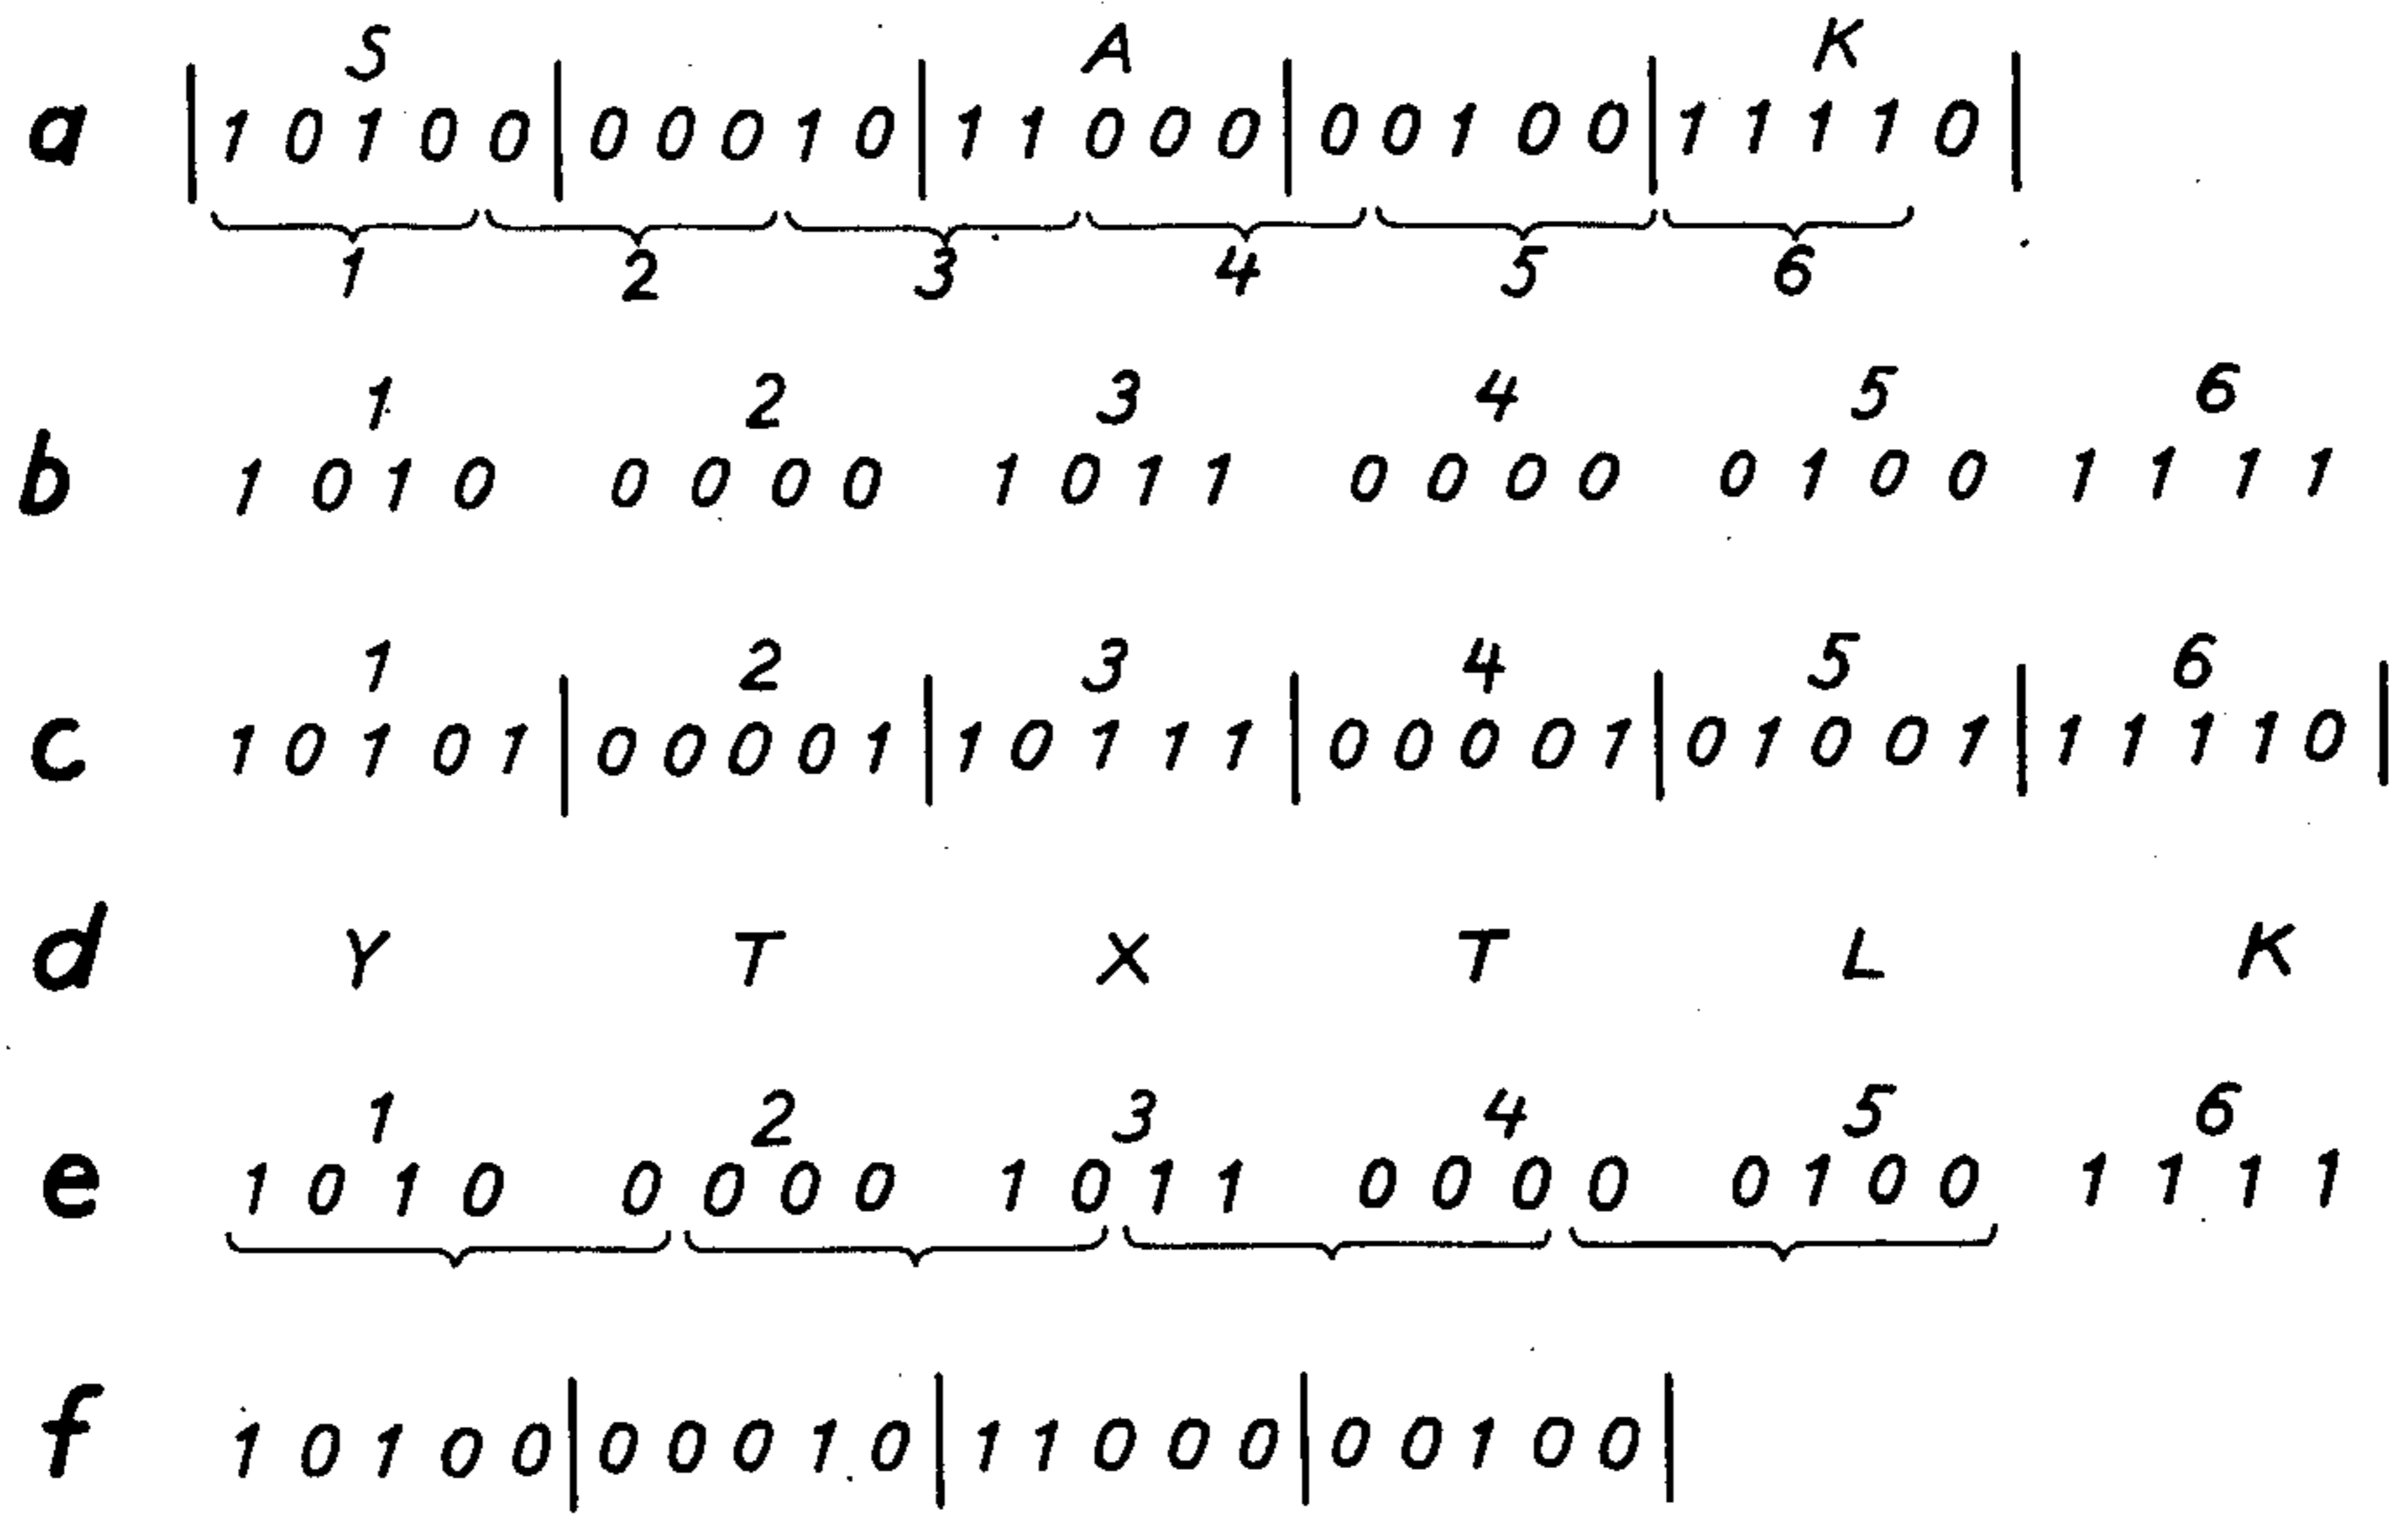 S A K
a | 1 0 1 0 0 | 0 0 0 1 0 | 1 1 0 0 0 | 0 0 1 0 0 | 1 1 1 1 0 |
1 2 3 4 5 6
1 2 3 4 5 6
b 1 0 1 0 0 0 0 0 1 0 1 1 0 0 0 0 0 1 0 0 1 1 1 1
1 2 3 4 5 6
c 1 0 1 0 1 | 0 0 0 0 1 | 1 0 1 1 1 | 0 0 0 0 1 | 0 1 0 0 1 | 1 1 1 1 0 |
d Y T X T L K
1 2 3 4 5 6
e 1 0 1 0 0 0 0 0 1 0 1 1 0 0 0 0 0 1 0 0 1 1 1 1
f 1 0 1 0 0 | 0 0 0 1 0 | 1 1 0 0 0 | 0 0 1 0 0 |